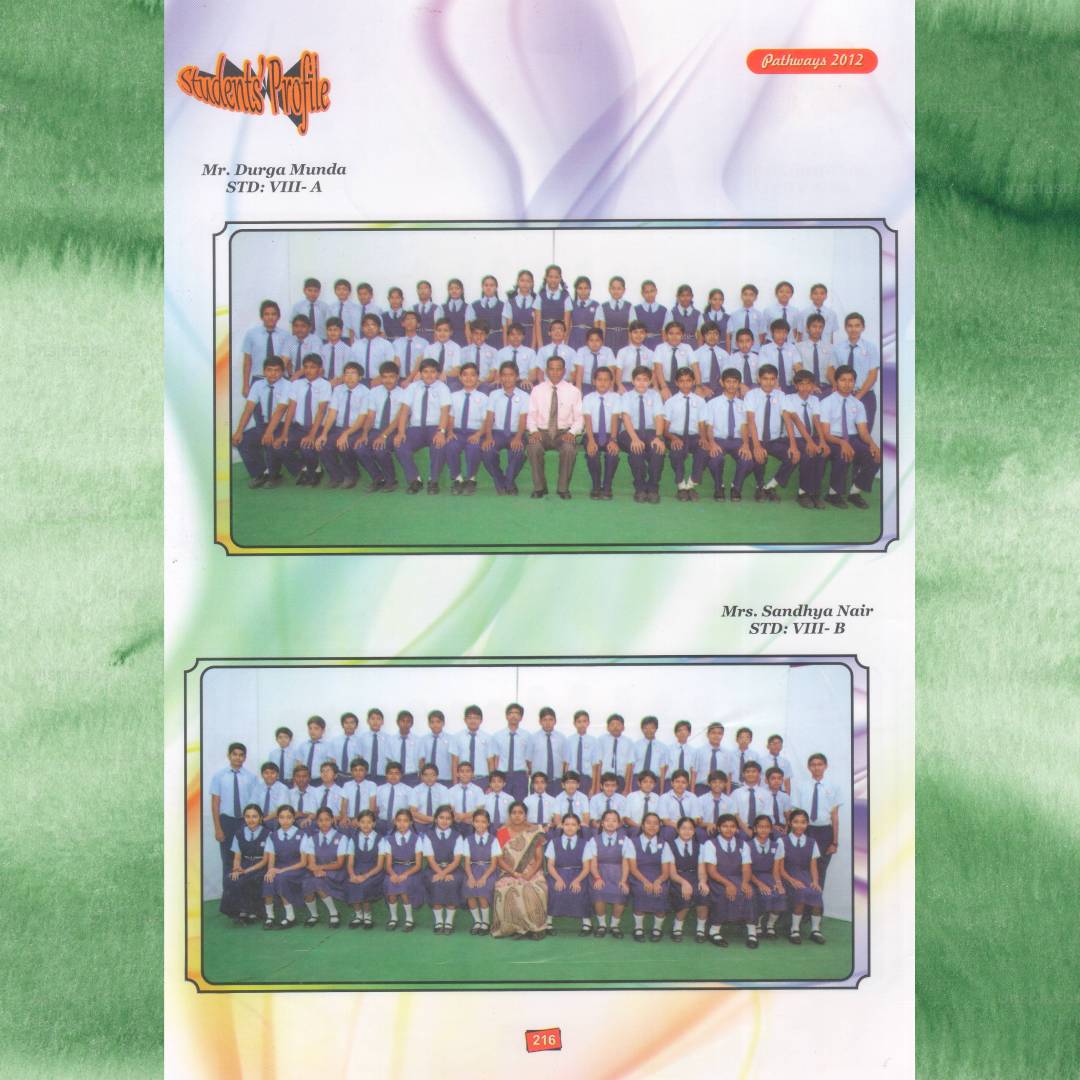 Students' Profile
Pathways 2012
Mr. Durga Munda
STD: VIII- A
Mrs. Sandhya Nair
STD: VIII- B
216